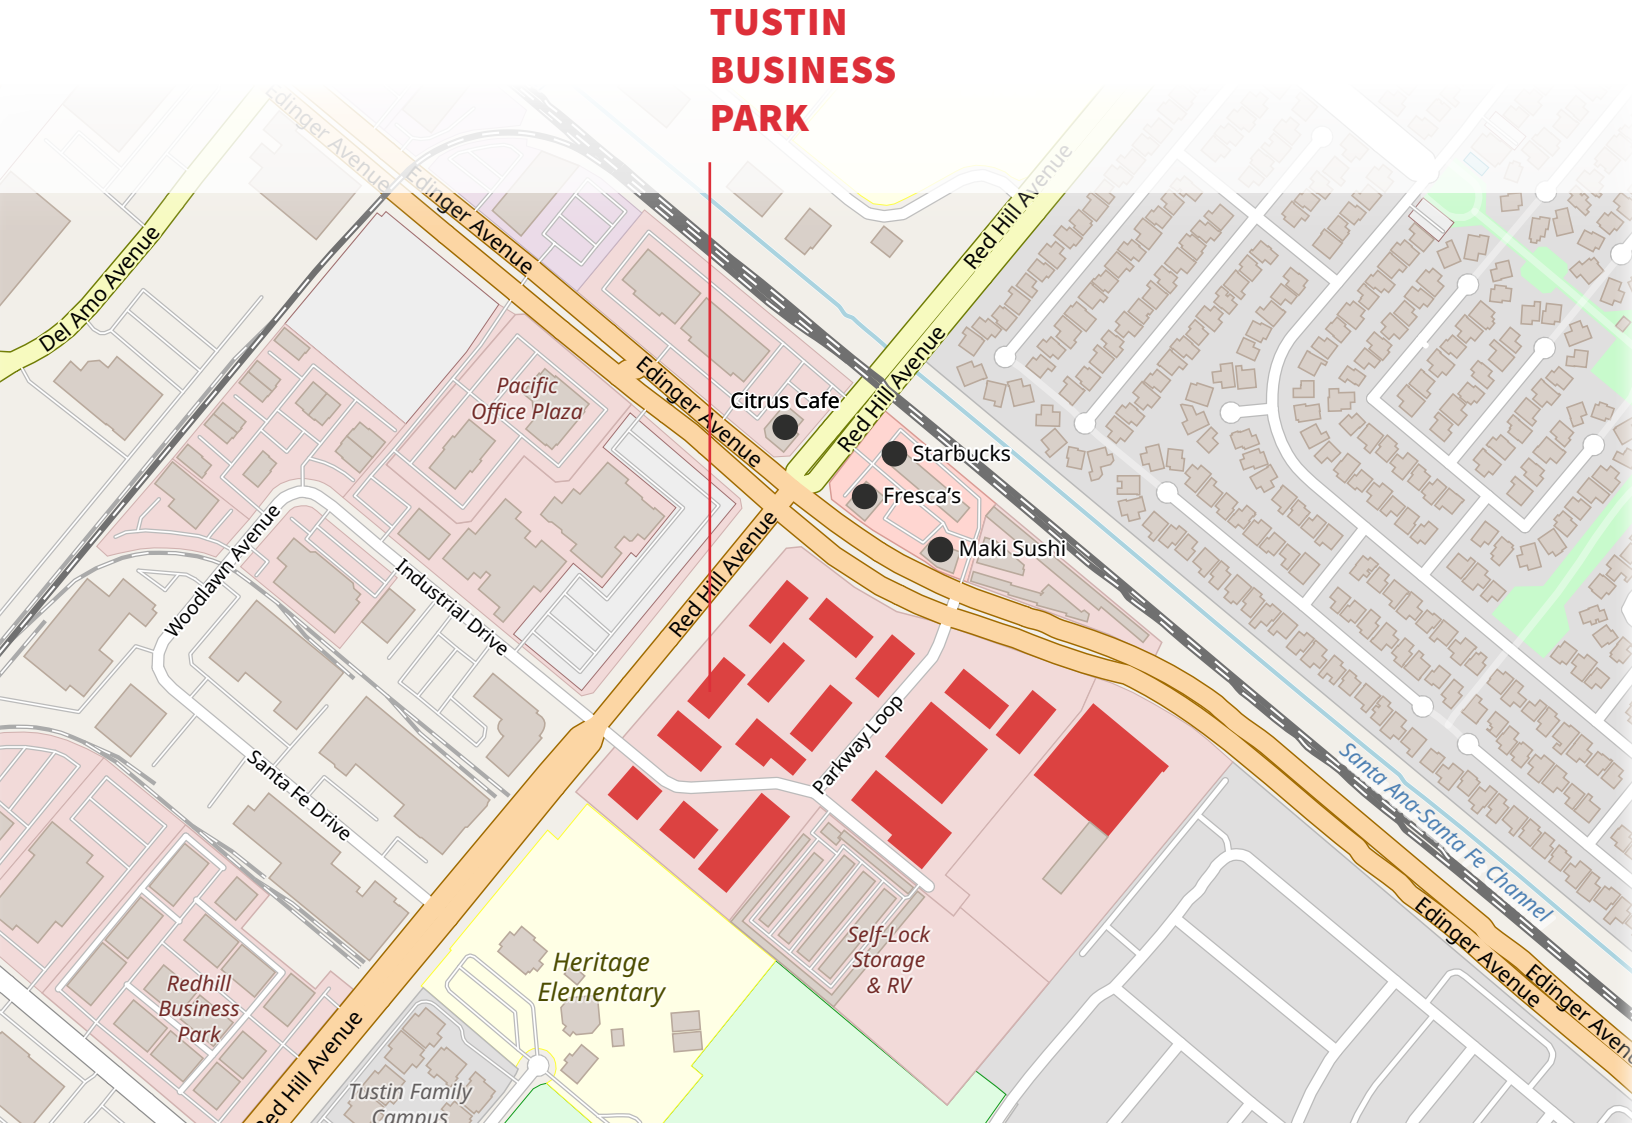 TUSTIN
BUSINESS
PARK
Edinger Avenue
Edinger Avenue
Red Hill Avenue
Del Amo Avenue
Edinger Avenue
Red Hill Avenue
Pacific
Office Plaza
Citrus Cafe
Starbucks
Fresca’s
Maki Sushi
Woodlawn Avenue
Industrial Drive
Red Hill Avenue
Parkway Loop
Santa Fe Drive
Santa Ana-Santa Fe Channel
Edinger Avenue
Edinger Avenu
Self-Lock
Storage
& RV
Heritage
Elementary
Redhill
Business
Park
Red Hill Avenue
Tustin Family
Campus